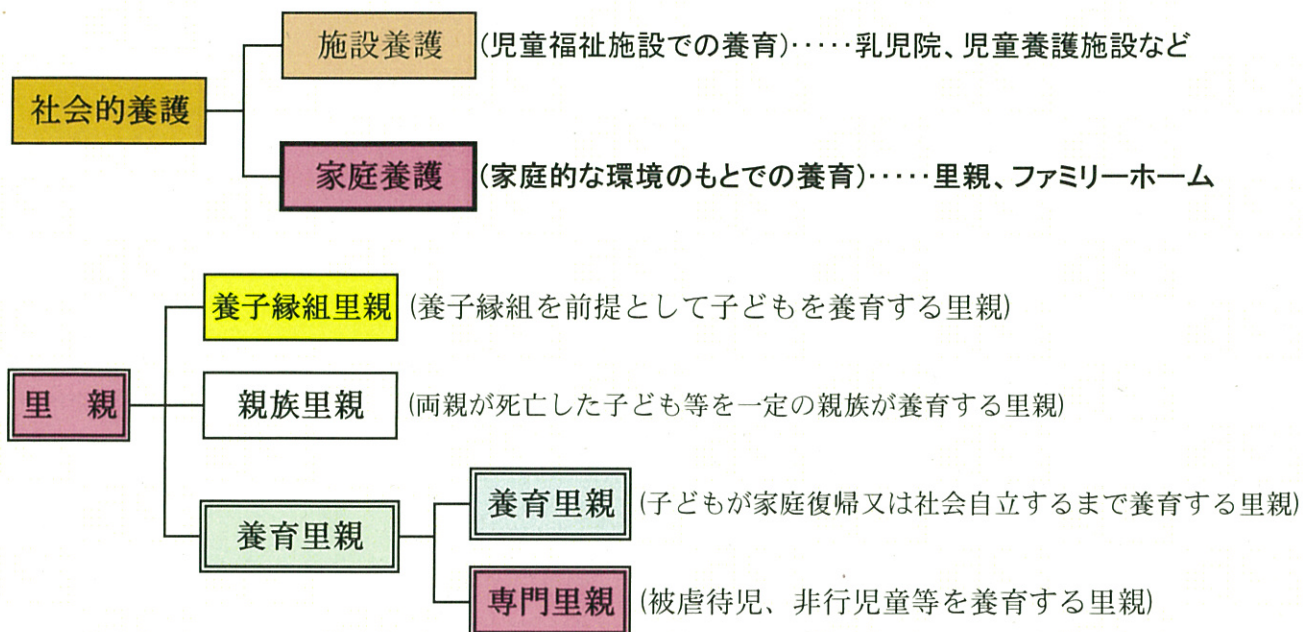 施設養護 (児童福祉施設での養育)‥‥‥乳児院、児童養護施設など
社会的養護
家庭養護 (家庭的な環境のもとでの養育)‥‥‥里親、ファミリーホーム
養子縁組里親 (養子縁組を前提として子どもを養育する里親)
里 親
親族里親 (両親が死亡した子ども等を一定の親族が養育する里親)
養育里親
養育里親 (子どもが家庭復帰又は社会自立するまで養育する里親)
専門里親 (被虐待児、非行児童等を養育する里親)